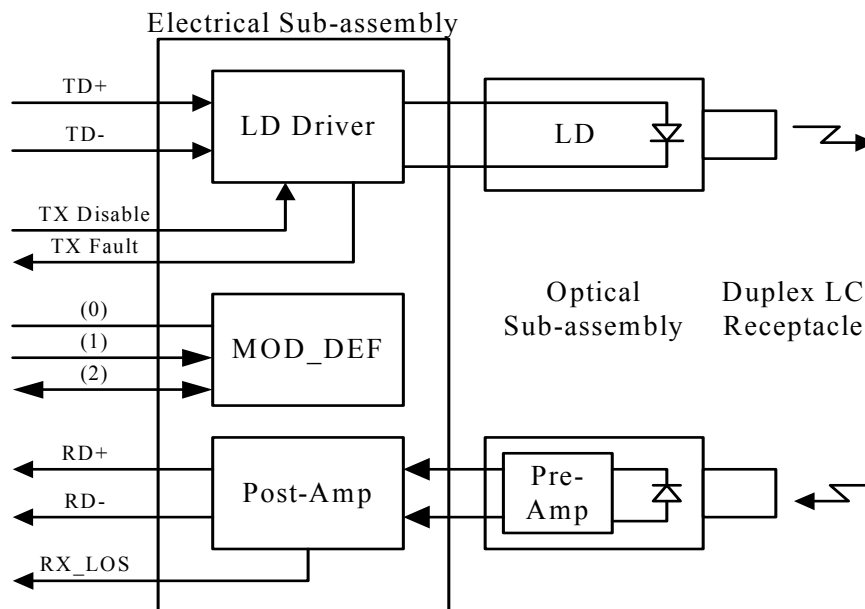 Electrical Sub-assembly
TD+
TD-
LD Driver
LD
TX Disable
TX Fault
(0)
(1)
(2)
MOD_DEF
Optical
Sub-assembly
Duplex LC
Receptacle
RD+
RD-
Post-Amp
Pre-
Amp
RX_LOS